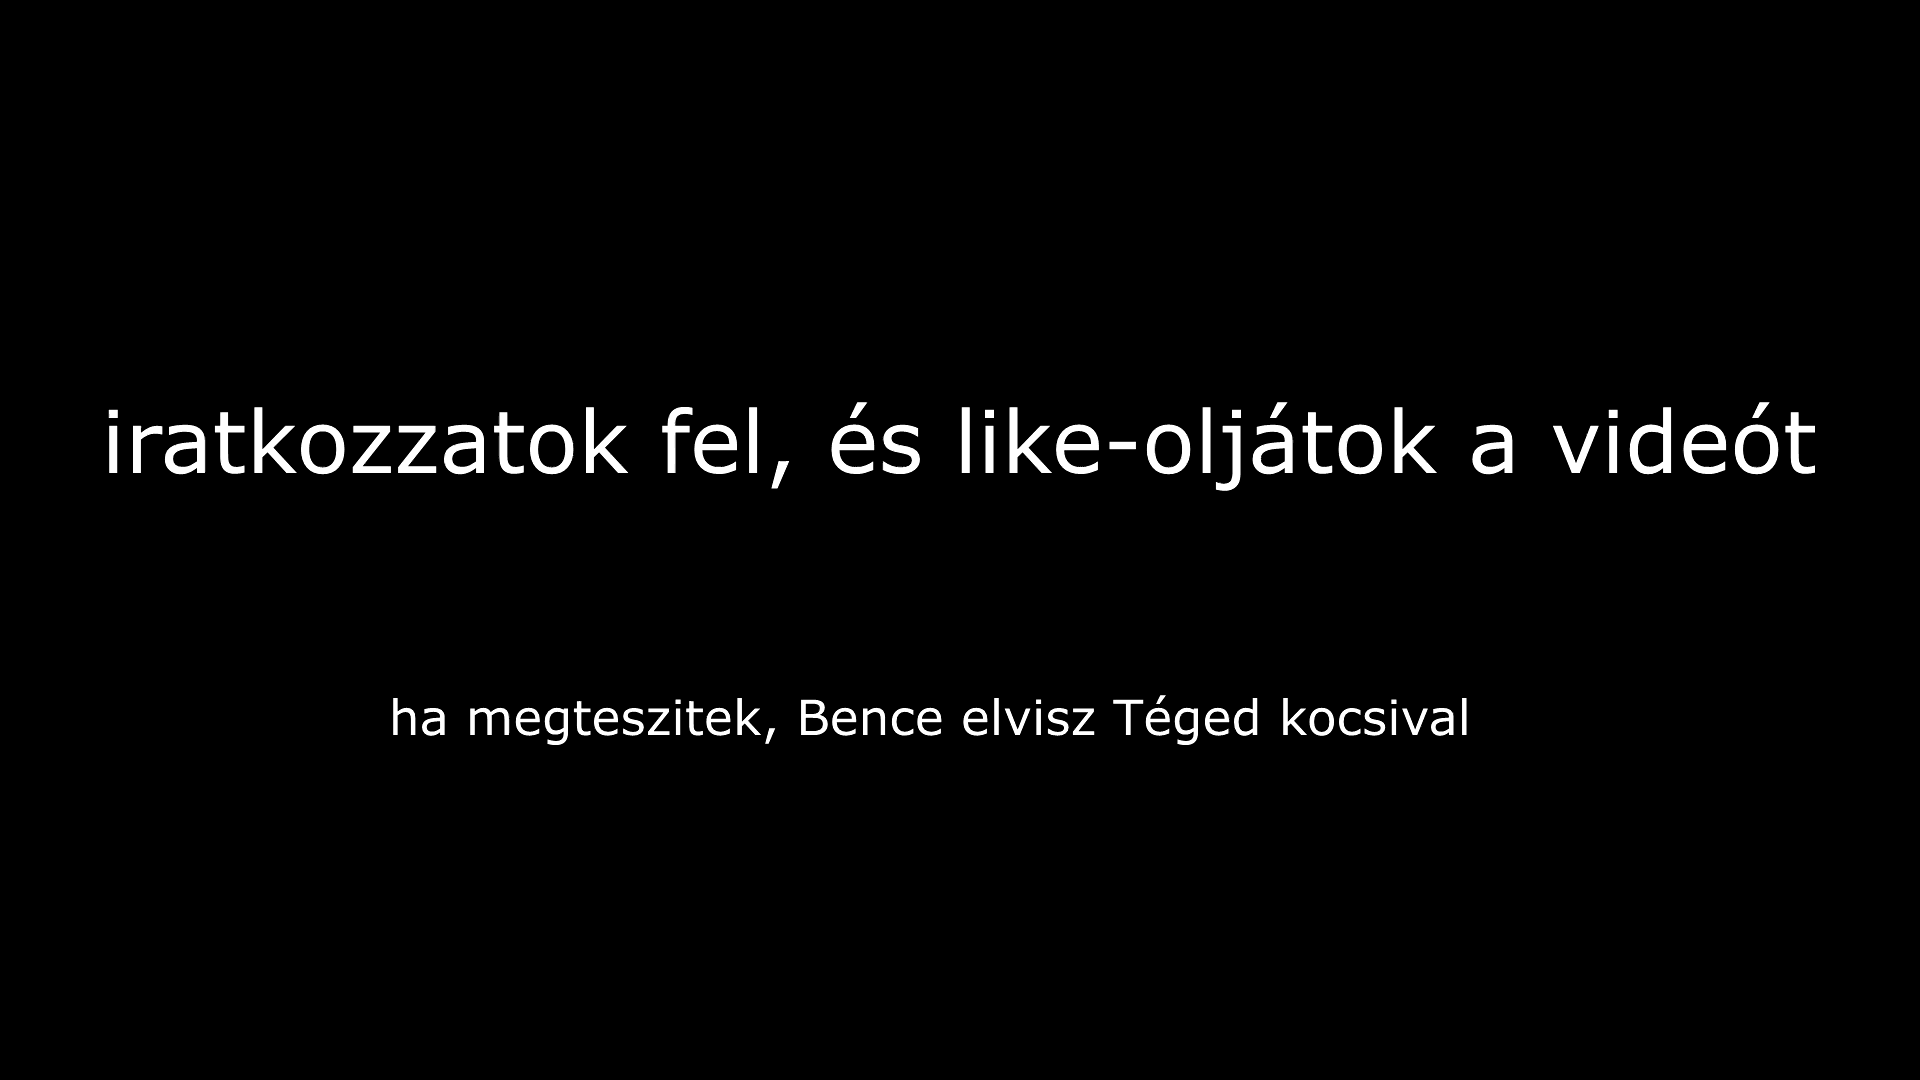 iratkozzatok fel, és like-oljátok a videót
ha megteszitek, Bence elvisz Téged kocsival